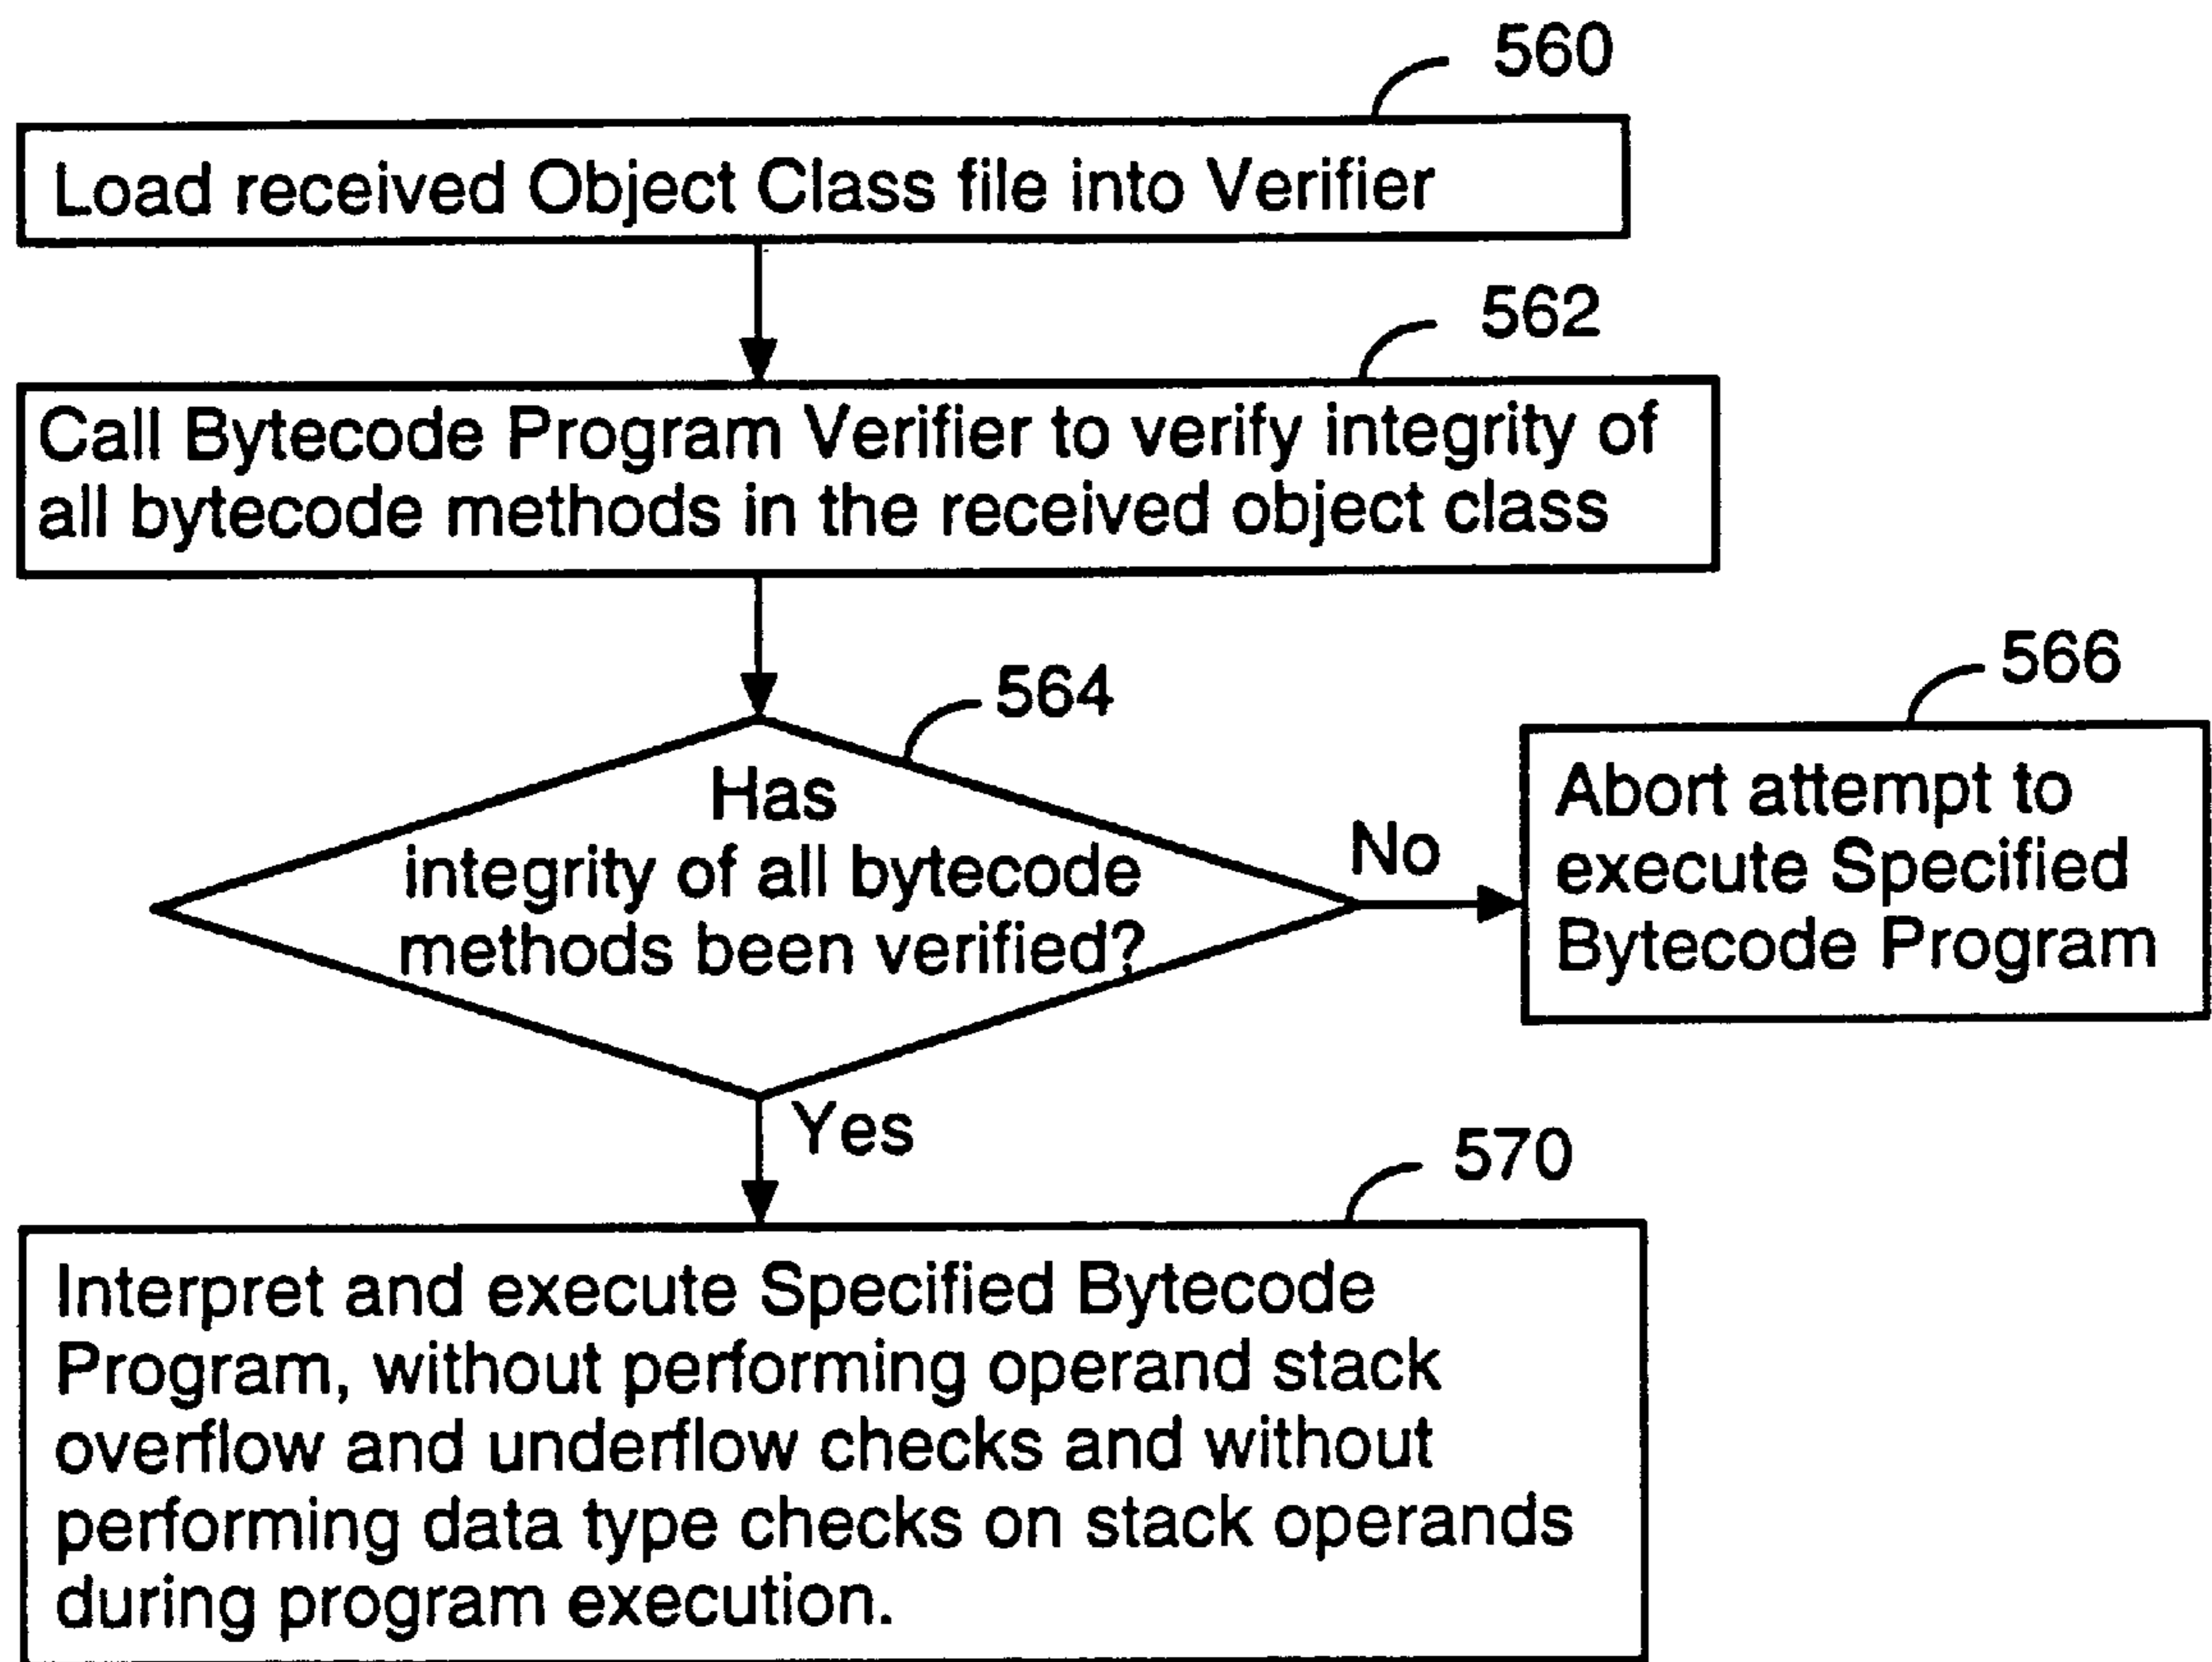 560
Load received Object Class file into Verifier
562
Call Bytecode Program Verifier to verify integrity of
all bytecode methods in the received object class
564
566
Has
integrity of all bytecode
methods been verified?
No
Abort attempt to
execute Specified
Bytecode Program
Yes
570
Interpret and execute Specified Bytecode
Program, without performing operand stack
overflow and underflow checks and without
performing data type checks on stack operands
during program execution.